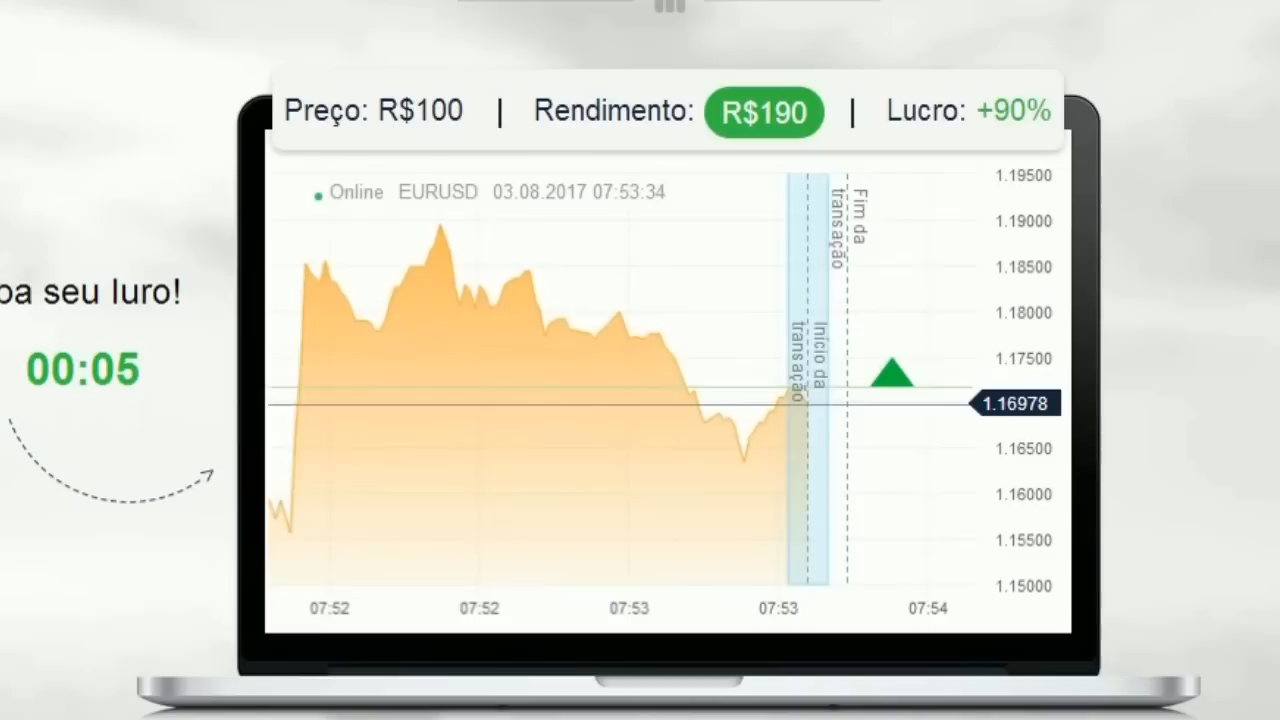 Preço: R$100 | Rendimento: R$190 | Lucro: +90%
Online EURUSD 03.08.2017 07:53:34
Fim da
transação
Início da
transação
seu luro!
00:05
1.19500
1.19000
1.18500
1.18000
1.17500
1.16978
1.16500
1.16000
1.15500
1.15000
07:52 07:52 07:53 07:53 07:54